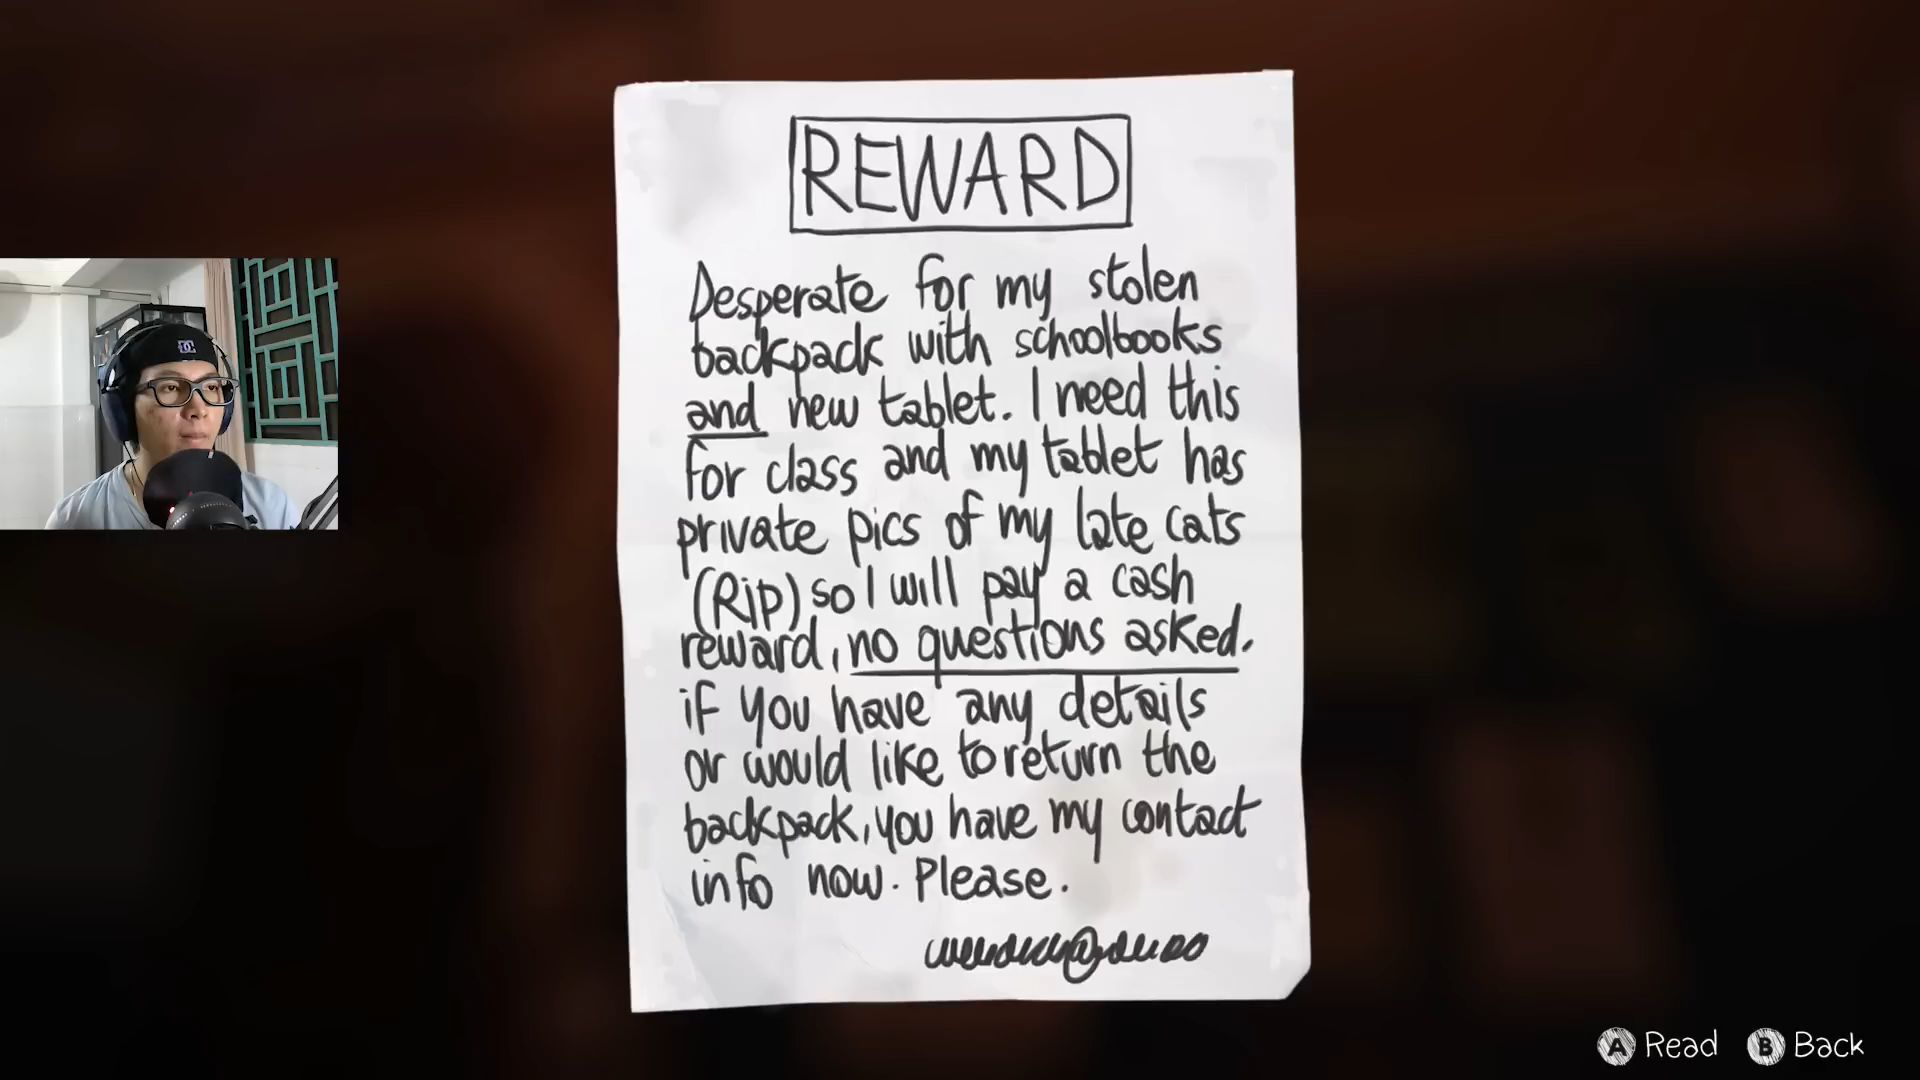 REWARD
Desperate for my stolen
backpack with schoolbooks
and new tablet. I need this
for class and my tablet has
private pics of my late cats
(Rip) so I will pay a cash
reward, no questions asked.
if you have any details
or would like to return the
backpack, you have my contact
info now. Please.
DC
A Read B Back